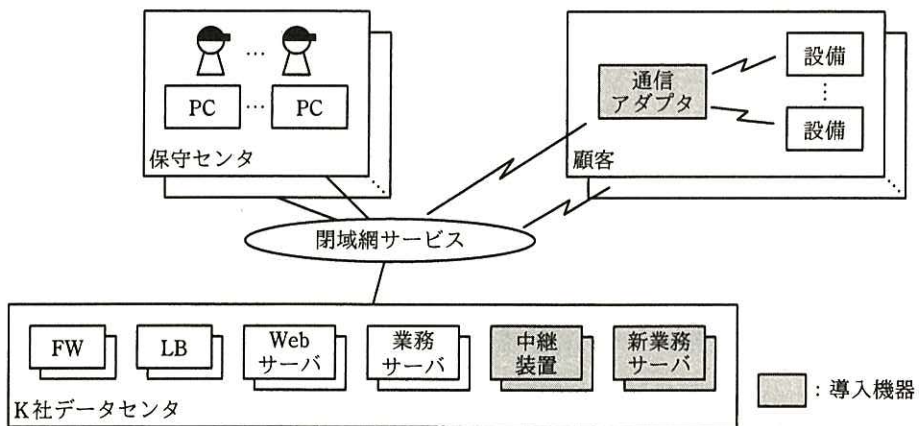 …
PC
…
PC
保守センタ
通信
アダプタ
設備
⋮
設備
顧客
閉域網サービス
FW
LB
Web
サーバ
業務
サーバ
中継
装置
新業務
サーバ
K社データセンタ
：導入機器